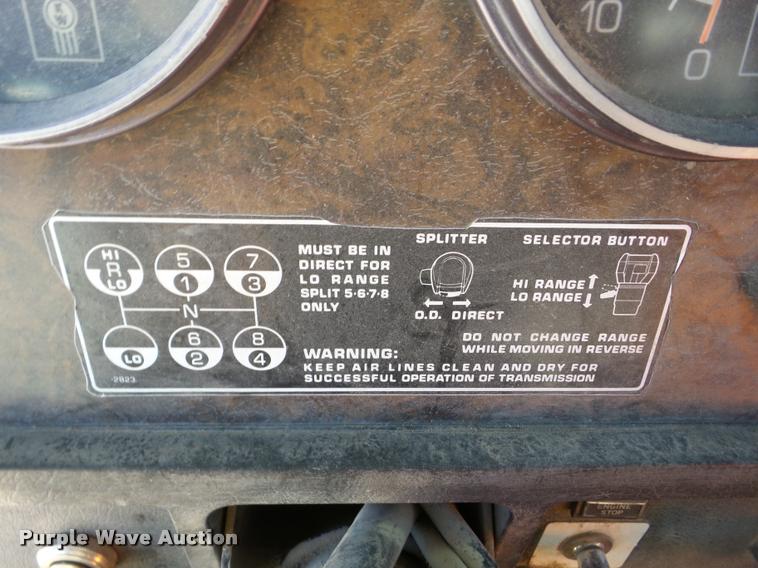 KW
10
0
HI
R
LO
5
1
7
3
N
LO
6
2
8
4
-2823
MUST BE IN
DIRECT FOR
LO RANGE
SPLIT 5·6·7·8
ONLY
SPLITTER
O.D. DIRECT
SELECTOR BUTTON
HI RANGE
LO RANGE
DO NOT CHANGE RANGE
WHILE MOVING IN REVERSE
WARNING:
KEEP AIR LINES CLEAN AND DRY FOR
SUCCESSFUL OPERATION OF TRANSMISSION
ENGINE
STOP
Purple Wave Auction